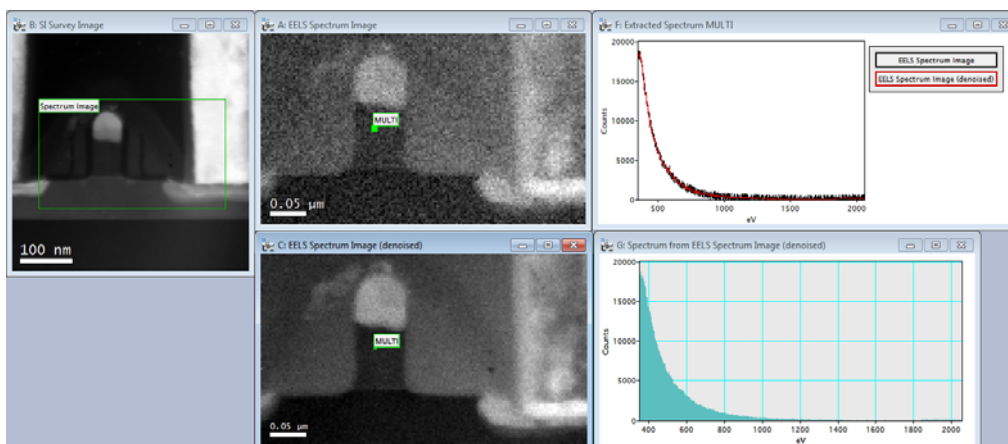 B: SI Survey Image
Spectrum Image
100 nm
A: EELS Spectrum Image
MULTI
0.05 μm
F: Extracted Spectrum MULTI
20000
15000
10000
5000
0
Counts
500 1000 1500 2000
eV
EELS Spectrum Image
EELS Spectrum Image (denoised)
C: EELS Spectrum Image (denoised)
MULTI
0.05 μm
G: Spectrum from EELS Spectrum Image (denoised)
20000
15000
10000
5000
0
Counts
400 600 800 1000 1200 1400 1600 1800 2000
eV